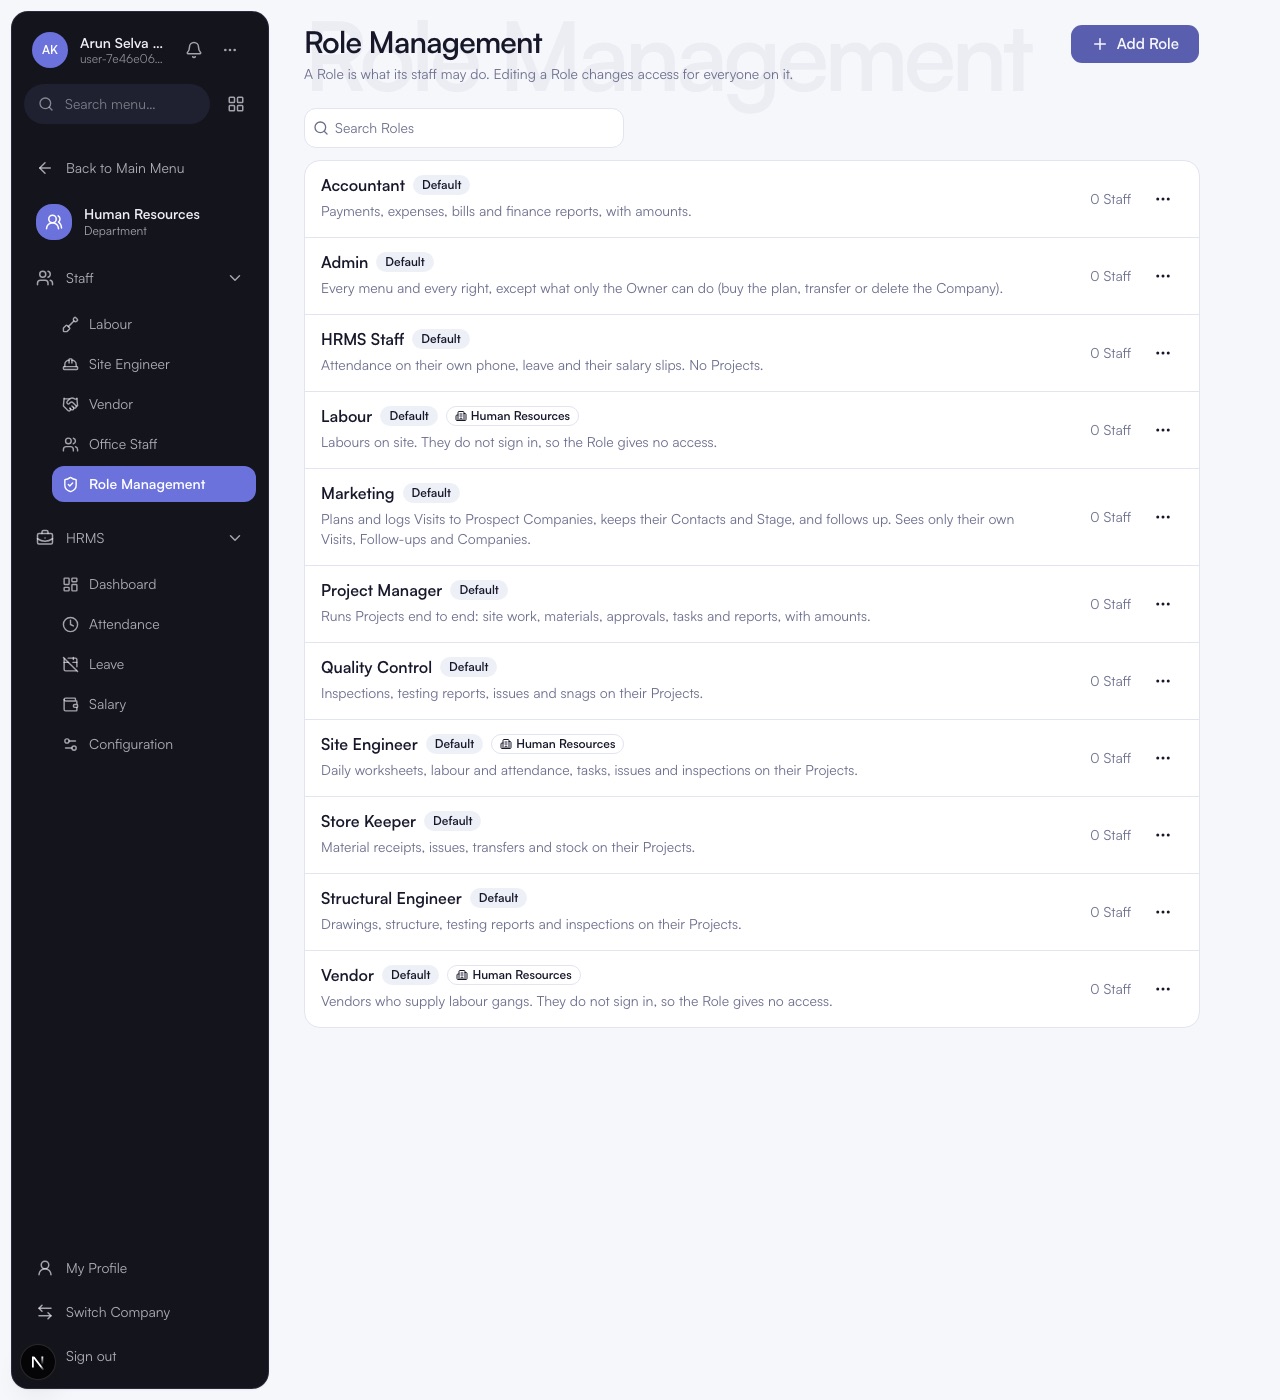 AK
Arun Selva ...
user-7e46e06...
Search menu...
Back to Main Menu
Human Resources
Department
Staff
Labour
Site Engineer
Vendor
Office Staff
Role Management
HRMS
Dashboard
Attendance
Leave
Salary
Configuration
My Profile
Switch Company
N
Sign out
Role Management
Role Management
A Role is what its staff may do. Editing a Role changes access for everyone on it.
Add Role
Search Roles
Accountant Default
Payments, expenses, bills and finance reports, with amounts.
0 Staff
Admin Default
Every menu and every right, except what only the Owner can do (buy the plan, transfer or delete the Company).
0 Staff
HRMS Staff Default
Attendance on their own phone, leave and their salary slips. No Projects.
0 Staff
Labour Default Human Resources
Labours on site. They do not sign in, so the Role gives no access.
0 Staff
Marketing Default
Plans and logs Visits to Prospect Companies, keeps their Contacts and Stage, and follows up. Sees only their own
Visits, Follow-ups and Companies.
0 Staff
Project Manager Default
Runs Projects end to end: site work, materials, approvals, tasks and reports, with amounts.
0 Staff
Quality Control Default
Inspections, testing reports, issues and snags on their Projects.
0 Staff
Site Engineer Default Human Resources
Daily worksheets, labour and attendance, tasks, issues and inspections on their Projects.
0 Staff
Store Keeper Default
Material receipts, issues, transfers and stock on their Projects.
0 Staff
Structural Engineer Default
Drawings, structure, testing reports and inspections on their Projects.
0 Staff
Vendor Default Human Resources
Vendors who supply labour gangs. They do not sign in, so the Role gives no access.
0 Staff